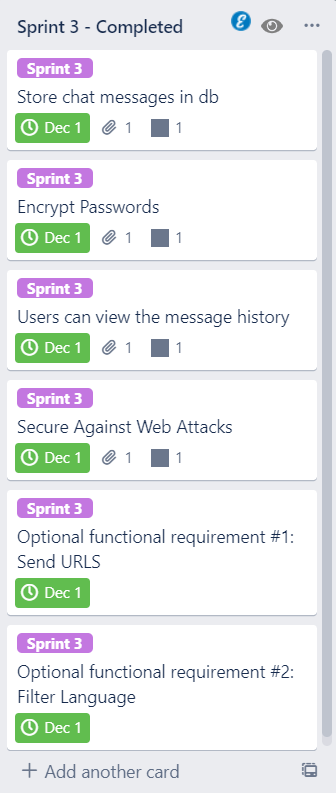 Sprint 3 - Completed
Sprint 3
Store chat messages in db
Dec 1 1 1
Sprint 3
Encrypt Passwords
Dec 1 1 1
Sprint 3
Users can view the message history
Dec 1 1 1
Sprint 3
Secure Against Web Attacks
Dec 1 1 1
Sprint 3
Optional functional requirement #1:
Send URLS
Dec 1
Sprint 3
Optional functional requirement #2:
Filter Language
Dec 1
+ Add another card